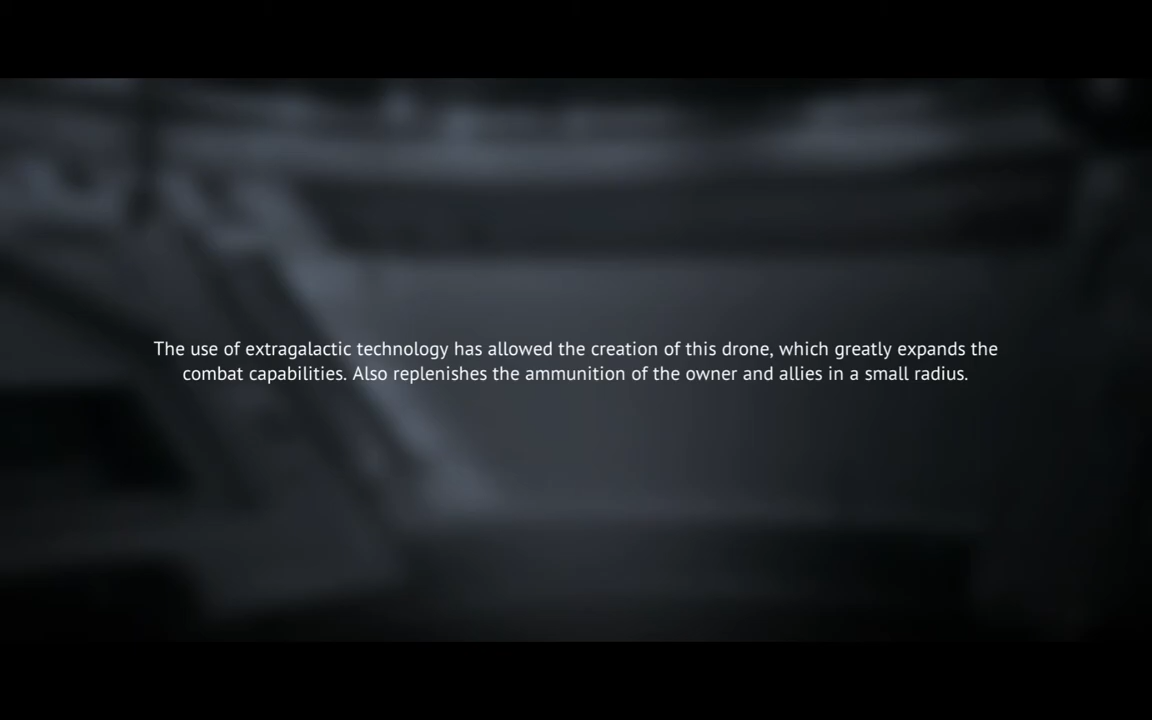 The use of extragalactic technology has allowed the creation of this drone, which greatly expands the
combat capabilities. Also replenishes the ammunition of the owner and allies in a small radius.